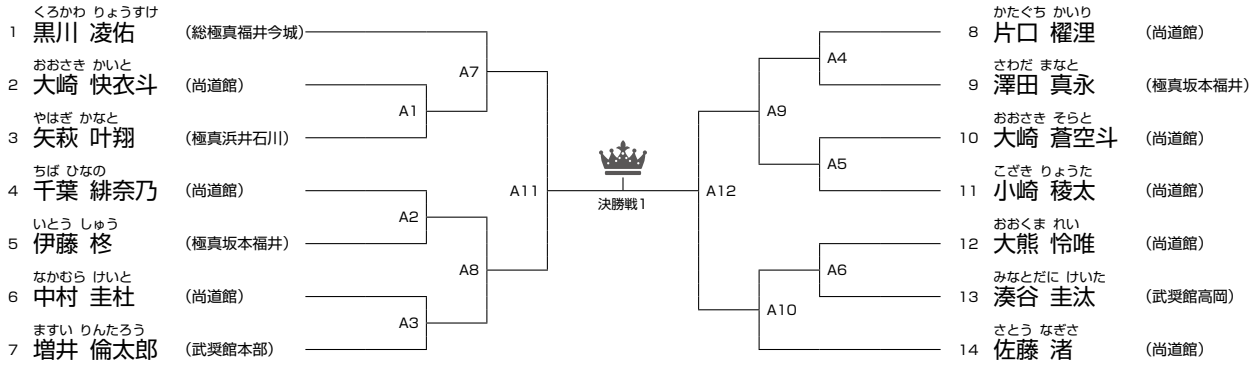 くろかわ りょうすけ
1 黒川 凌佑 (総極真福井今城)
おおさき かいと
2 大崎 快衣斗 (尚道館)
やはぎ かなと
3 矢萩 叶翔 (極真浜井石川)
ちば ひなの
4 千葉 緋奈乃 (尚道館)
いとう しゅう
5 伊藤 柊 (極真坂本福井)
なかむら けいと
6 中村 圭杜 (尚道館)
ますい りんたろう
7 増井 倫太郎 (武奨館本部)
A1
A2
A3
A7
A8
A11
決勝戦1
A12
A9
A10
A4
A5
A6
かたぐち かいり
8 片口 櫂浬 (尚道館)
さわだ まなと
9 澤田 真永 (極真坂本福井)
おおさき そらと
10 大崎 蒼空斗 (尚道館)
こざき りょうた
11 小崎 稜太 (尚道館)
おおくま れい
12 大熊 怜唯 (尚道館)
みなとだに けいた
13 湊谷 圭汰 (武奨館高岡)
さとう なぎさ
14 佐藤 渚 (尚道館)